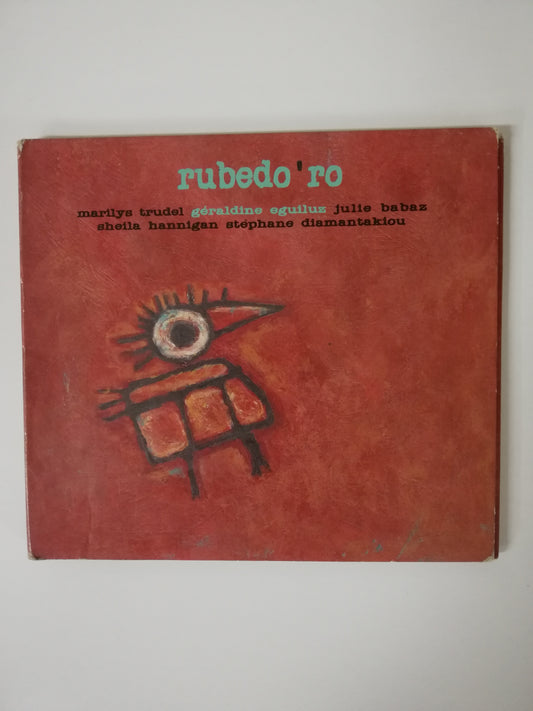 rubedo'ro
marilys trudel géraldine eguiluz julie babaz
sheila hannigan stéphane diamantakiou